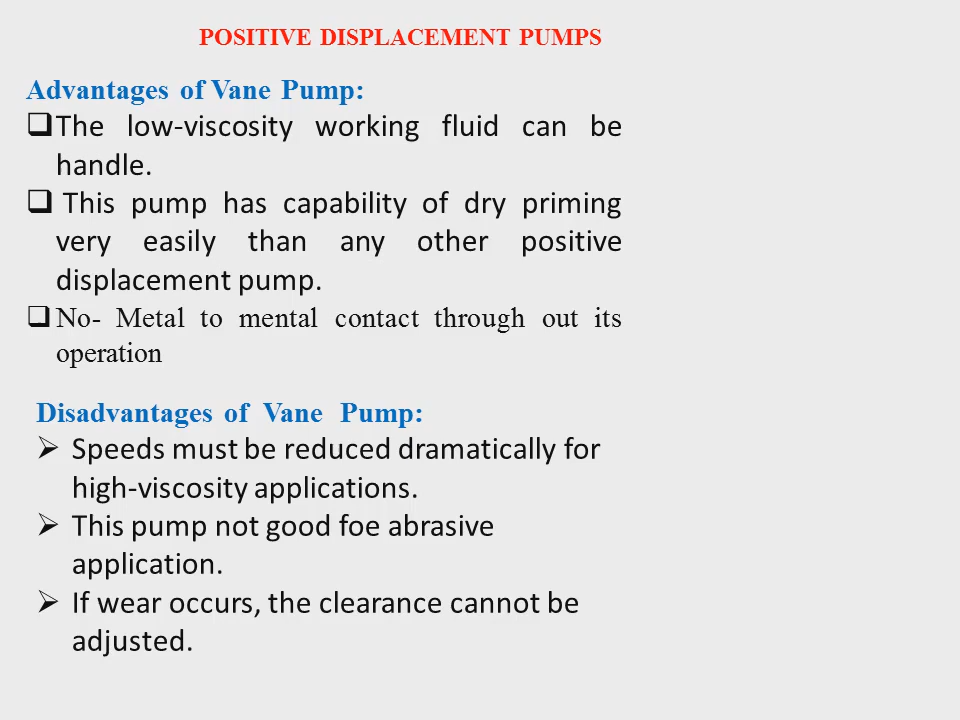 POSITIVE DISPLACEMENT PUMPS
Advantages of Vane Pump:
The low-viscosity working fluid can be
handle.
This pump has capability of dry priming
very easily than any other positive
displacement pump.
No- Metal to mental contact through out its
operation
Disadvantages of Vane Pump:
Speeds must be reduced dramatically for
high-viscosity applications.
This pump not good foe abrasive
application.
If wear occurs, the clearance cannot be
adjusted.